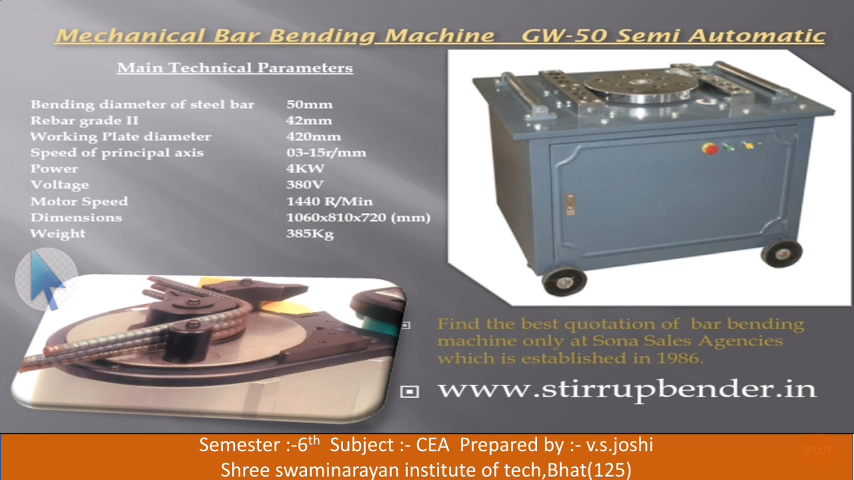 Mechanical Bar Bending Machine GW-50 Semi Automatic
Main Technical Parameters
Bending diameter of steel bar 50mm
Rebar grade II 42mm
Working Plate diameter 420mm
Speed of principal axis 03-15r/mm
Power 4KW
Voltage 380V
Motor Speed 1440 R/Min
Dimensions 1060x810x720 (mm)
Weight 385Kg
Find the best quotation of bar bending
machine only at Sona Sales Agencies
which is established in 1986.
www.stirrupbender.in
Semester :-6th Subject :- CEA Prepared by :- v.s.joshi
Shree swaminarayan institute of tech,Bhat(125)
21:01